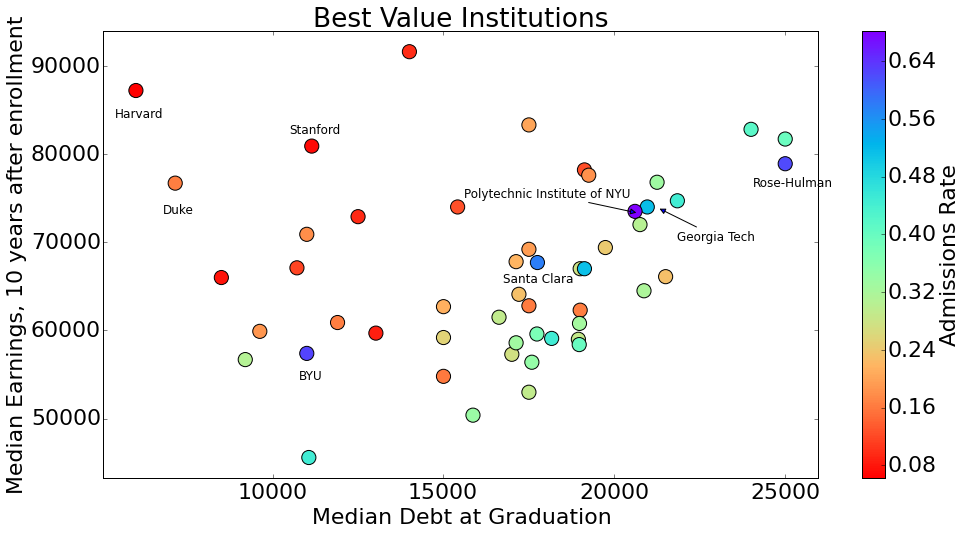 Best Value Institutions
Median Earnings, 10 years after enrollment
90000
80000
70000
60000
50000
Harvard
Stanford
Duke
Polytechnic Institute of NYU
Rose-Hulman
Georgia Tech
Santa Clara
BYU
10000
15000
20000
25000
Median Debt at Graduation
0.64
0.56
0.48
0.40
0.32
0.24
0.16
0.08
Admissions Rate